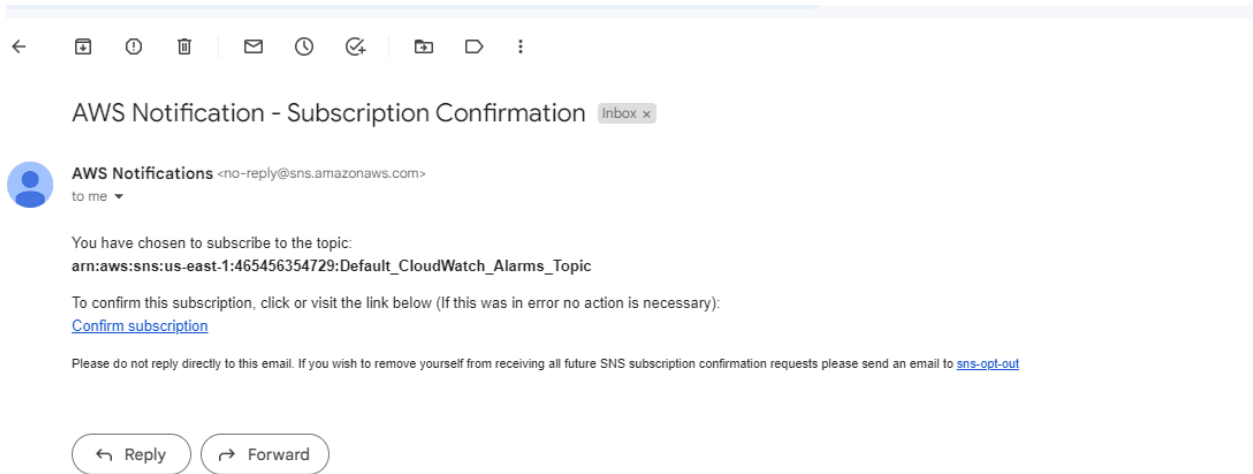 AWS Notification - Subscription Confirmation Inbox x
AWS Notifications <no-reply@sns.amazonaws.com>
to me
You have chosen to subscribe to the topic:
arn:aws:sns:us-east-1:465456354729:Default_CloudWatch_Alarms_Topic
To confirm this subscription, click or visit the link below (If this was in error no action is necessary):
Confirm subscription
Please do not reply directly to this email. If you wish to remove yourself from receiving all future SNS subscription confirmation requests please send an email to sns-opt-out
Reply Forward